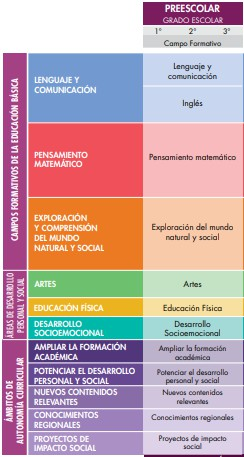 PREESCOLAR
GRADO ESCOLAR
1° 2° 3°
Campo Formativo
CAMPOS FORMATIVOS DE LA EDUCACIÓN BÁSICA
LENGUAJE Y
COMUNICACIÓN
Lenguaje y
comunicación
Inglés
PENSAMIENTO
MATEMÁTICO
Pensamiento matemático
EXPLORACIÓN
Y COMPRENSIÓN
DEL MUNDO
NATURAL Y SOCIAL
Exploración del mundo
natural y social
ÁREAS DE DESARROLLO
PERSONAL Y SOCIAL
ARTES
Artes
EDUCACIÓN FÍSICA
Educación Física
DESARROLLO
SOCIOEMOCIONAL
Desarrollo
Socioemocional
ÁMBITOS DE
AUTONOMÍA CURRICULAR
AMPLIAR LA FORMACIÓN
ACADÉMICA
Ampliar la formación
académica
POTENCIAR EL DESARROLLO
PERSONAL Y SOCIAL
Potenciar el desarrollo
personal y social
NUEVOS CONTENIDOS
RELEVANTES
Nuevos contenidos
relevantes
CONOCIMIENTOS
REGIONALES
Conocimientos regionales
PROYECTOS DE
IMPACTO SOCIAL
Proyectos de impacto
social